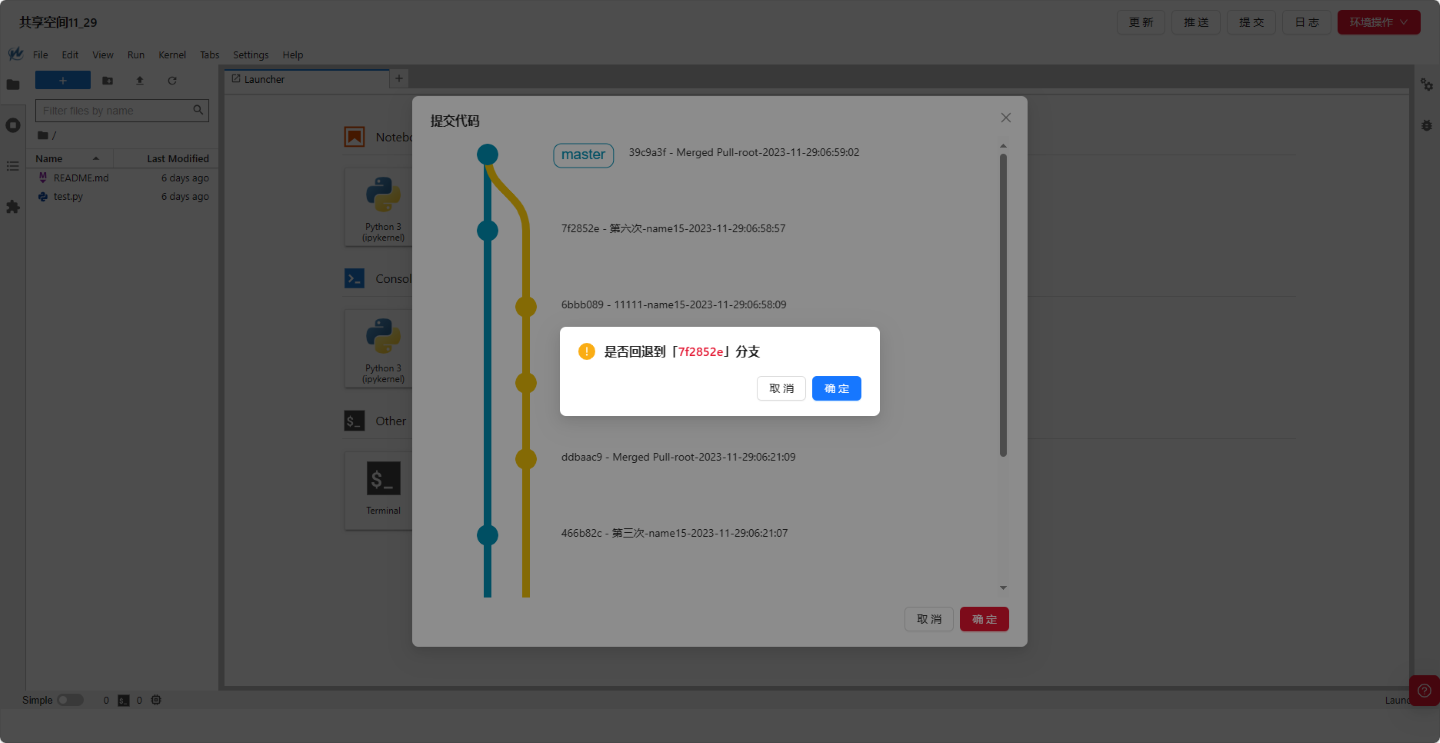 共享空间11_29
更 新
推 送
提 交
日 志
环境操作
File Edit View Run Kernel Tabs Settings Help
+
Launcher
+
Filter files by name
/
Name
Last Modified
README.md
6 days ago
test.py
6 days ago
Noteb
Python 3
(ipykernel)
Consol
Python 3
(ipykernel)
Other
$_
Terminal
提交代码
master
39c9a3f - Merged Pull-root-2023-11-29:06:59:02
7f2852e - 第六次-name15-2023-11-29:06:58:57
6bbb089 - 11111-name15-2023-11-29:06:58:09
是否回退到「7f2852e」分支
取 消
确 定
ddbaac9 - Merged Pull-root-2023-11-29:06:21:09
466b82c - 第三次-name15-2023-11-29:06:21:07
取 消
确 定
Simple
0
0
Launc